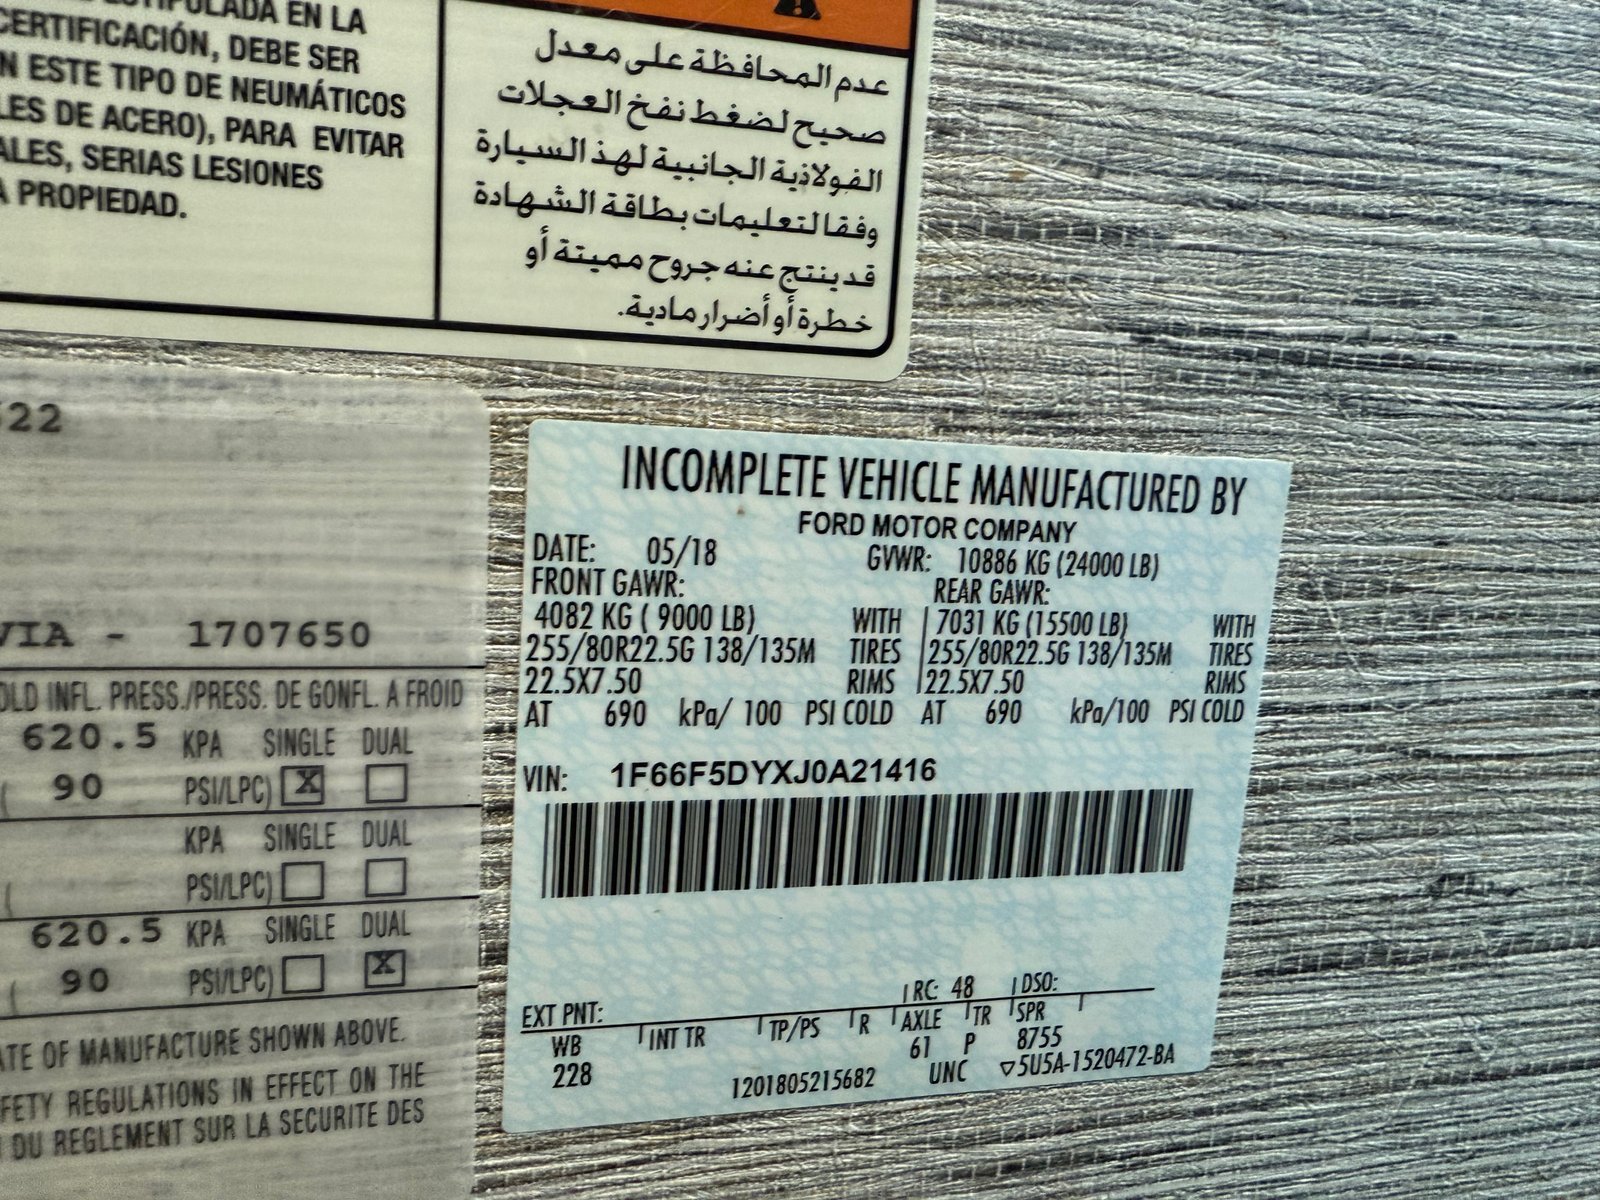 ESTIPULADA EN LA
CERTIFICACIÓN, DEBE SER
N ESTE TIPO DE NEUMÁTICOS
LES DE ACERO), PARA EVITAR
ALES, SERIAS LESIONES
A PROPIEDAD.
عدم المحافظة على معدل
صحيح لضغط نفخ العجلات
الفولاذية الجانبية لهذ السيارة
وفقا لتعليمات بطاقة الشهادة
قد ينتج عنه جروح مميتة أو
خطرة أو أضرار مادية.
522
VIA - 1707650
OLD INFL. PRESS./PRESS. DE GONFL. A FROID
620.5 KPA SINGLE DUAL
( 90 PSI/LPC) X
KPA SINGLE DUAL
( PSI/LPC)
620.5 KPA SINGLE DUAL
( 90 PSI/LPC) X
ATE OF MANUFACTURE SHOWN ABOVE.
FETY REGULATIONS IN EFFECT ON THE
DU REGLEMENT SUR LA SECURITE DES
INCOMPLETE VEHICLE MANUFACTURED BY
FORD MOTOR COMPANY
DATE: 05/18 GVWR: 10886 KG (24000 LB)
FRONT GAWR: REAR GAWR:
4082 KG ( 9000 LB) WITH 7031 KG (15500 LB) WITH
255/80R22.5G 138/135M TIRES 255/80R22.5G 138/135M TIRES
22.5X7.50 RIMS 22.5X7.50 RIMS
AT 690 kPa/ 100 PSI COLD AT 690 kPa/100 PSI COLD
VIN: 1F66F5DYXJ0A21416
EXT PNT: RC: 48 DSO:
WB INT TR TP/PS R AXLE TR SPR
228 61 P 8755
1201805215682 UNC ▽5U5A-1520472-BA